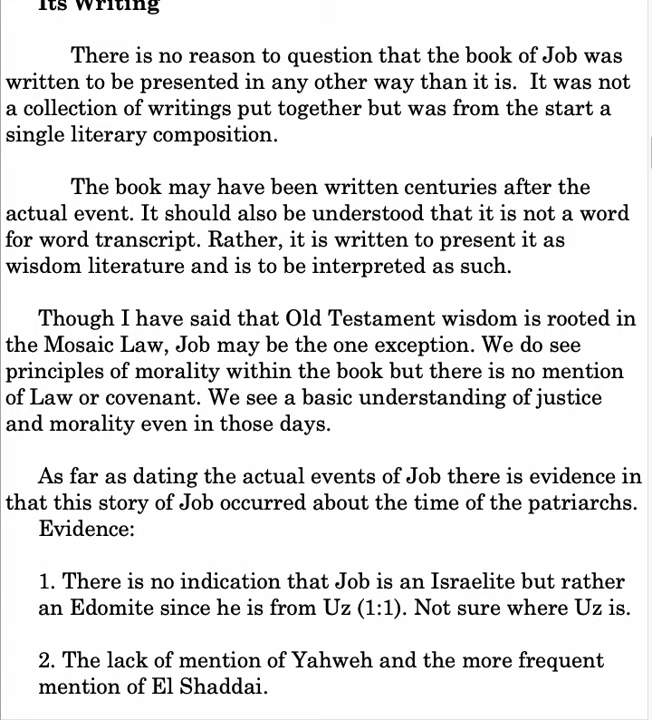 Its Writing
There is no reason to question that the book of Job was
written to be presented in any other way than it is.  It was not
a collection of writings put together but was from the start a
single literary composition.
The book may have been written centuries after the
actual event. It should also be understood that it is not a word
for word transcript. Rather, it is written to present it as
wisdom literature and is to be interpreted as such.
Though I have said that Old Testament wisdom is rooted in
the Mosaic Law, Job may be the one exception. We do see
principles of morality within the book but there is no mention
of Law or covenant. We see a basic understanding of justice
and morality even in those days.
As far as dating the actual events of Job there is evidence in
that this story of Job occurred about the time of the patriarchs.
Evidence:
1. There is no indication that Job is an Israelite but rather
an Edomite since he is from Uz (1:1). Not sure where Uz is.
2. The lack of mention of Yahweh and the more frequent
mention of El Shaddai.